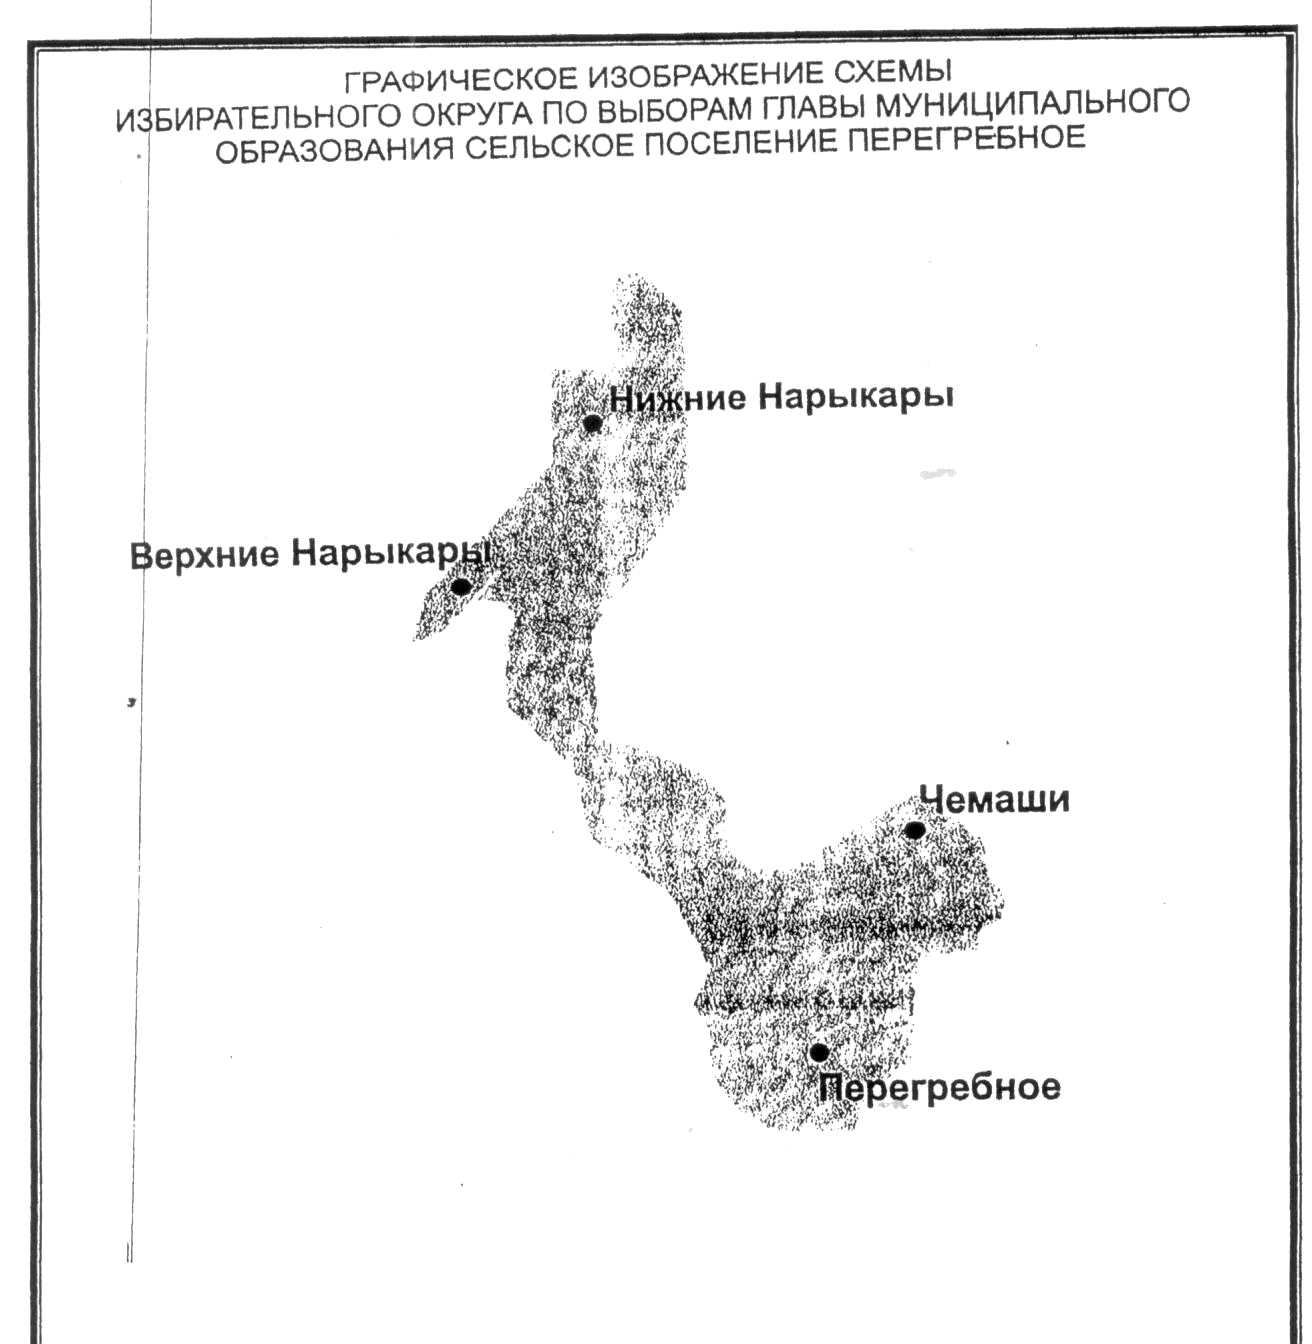 ГРАФИЧЕСКОЕ ИЗОБРАЖЕНИЕ СХЕМЫ
ИЗБИРАТЕЛЬНОГО ОКРУГА ПО ВЫБОРАМ ГЛАВЫ МУНИЦИПАЛЬНОГО
ОБРАЗОВАНИЯ СЕЛЬСКОЕ ПОСЕЛЕНИЕ ПЕРЕГРЕБНОЕ
Нижние Нарыкары
Верхние Нарыкары
Чемаши
Перегребное